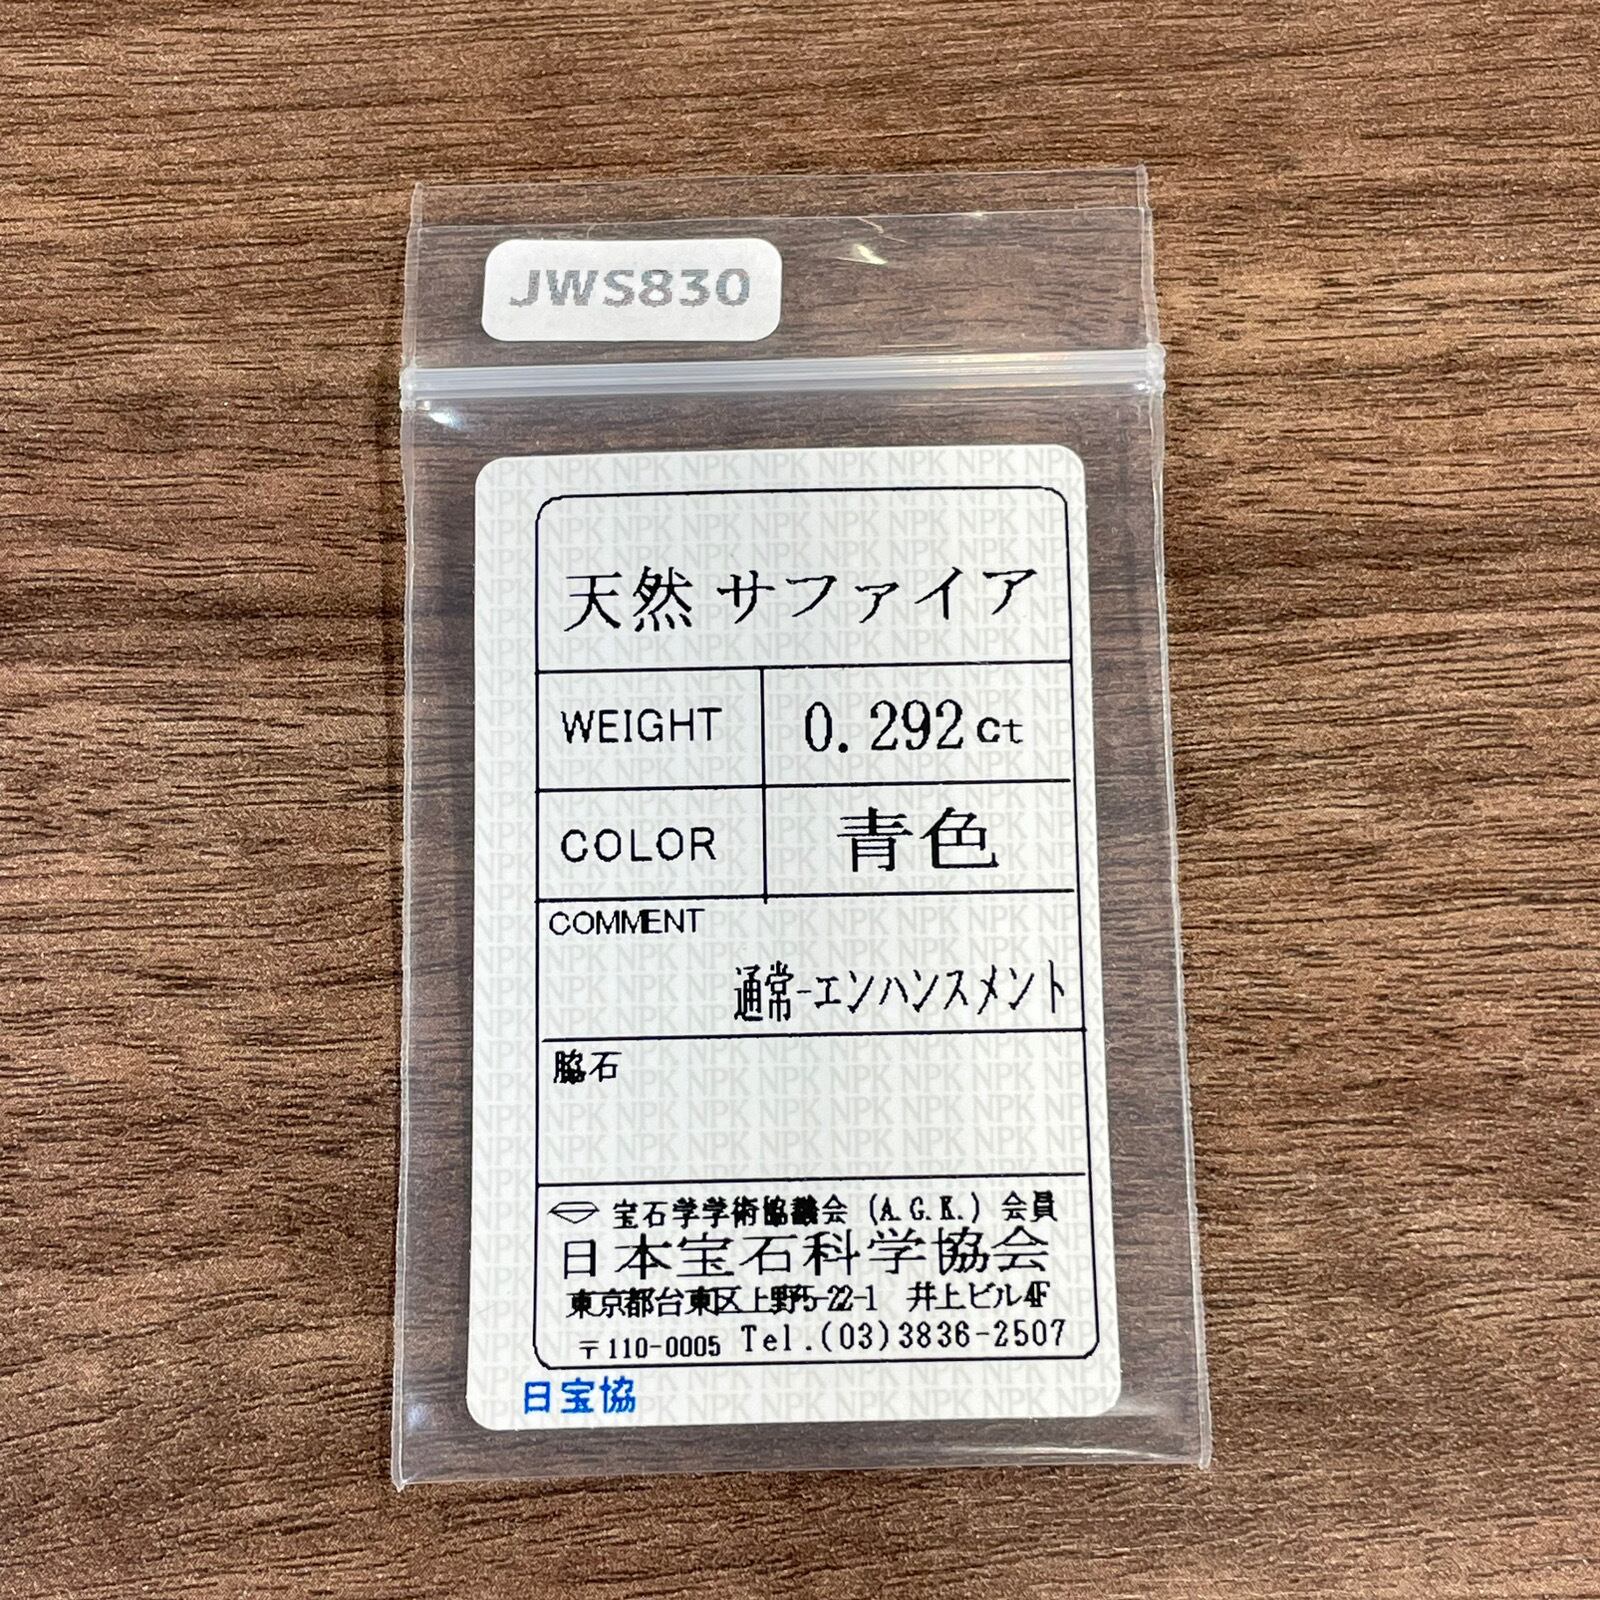 JWS830
天然 サファイア
WEIGHT 0.292ct
COLOR 青色
COMMENT
通常-エンハンスメント
脇石
宝石学学術協議会 (A.G.K.) 会員
日本宝石科学協会
東京都台東区上野5-22-1 井上ビル4F
〒110-0005 Tel.(03)3836-2507
日宝協